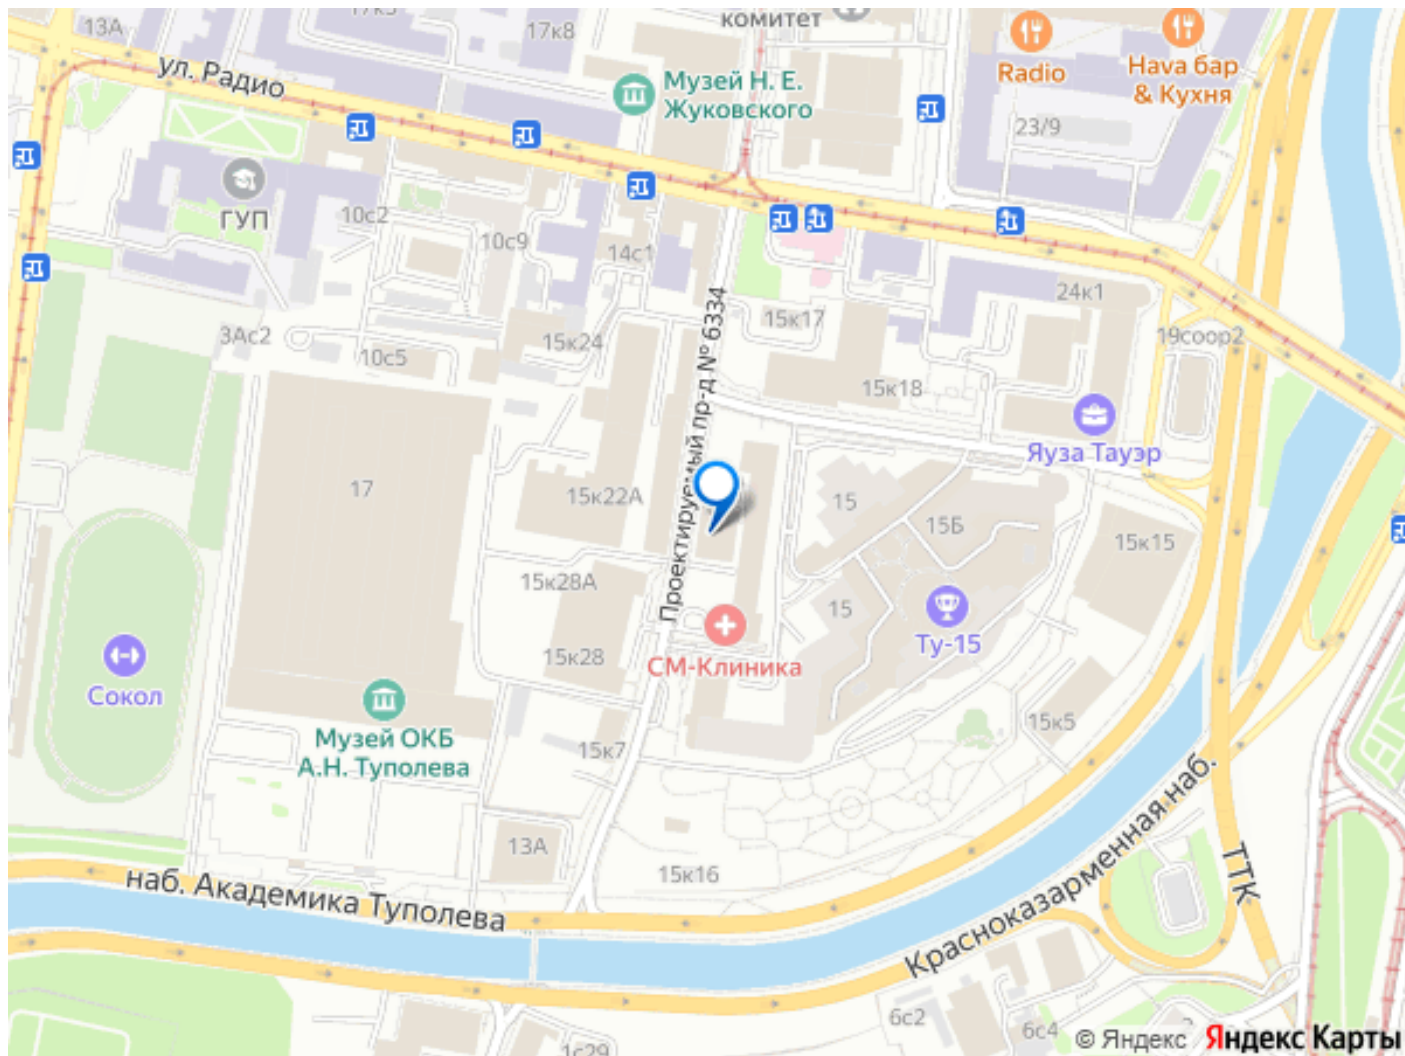 комитет
13А
17к8
ул. Радио
Музей Н. Е.
Жуковского
Radio
Hava бар
& Кухня
23/9
ГУП
10с2
10с9
14с1
24к1
15к17
19соор2
3Ас2
10с5
15к24
15к18
Проектируемый пр-д № 6334
Яуза Тауэр
17
15к22А
15
15Б
15к15
15к28А
15
Ту-15
15к28
СМ-Клиника
Сокол
Музей ОКБ
А.Н. Туполева
15к7
15к5
13А
15к16
наб. Академика Туполева
Красноказарменная наб.
ТТК
6с2
6с4
1с29
© Яндекс Яндекс Карты